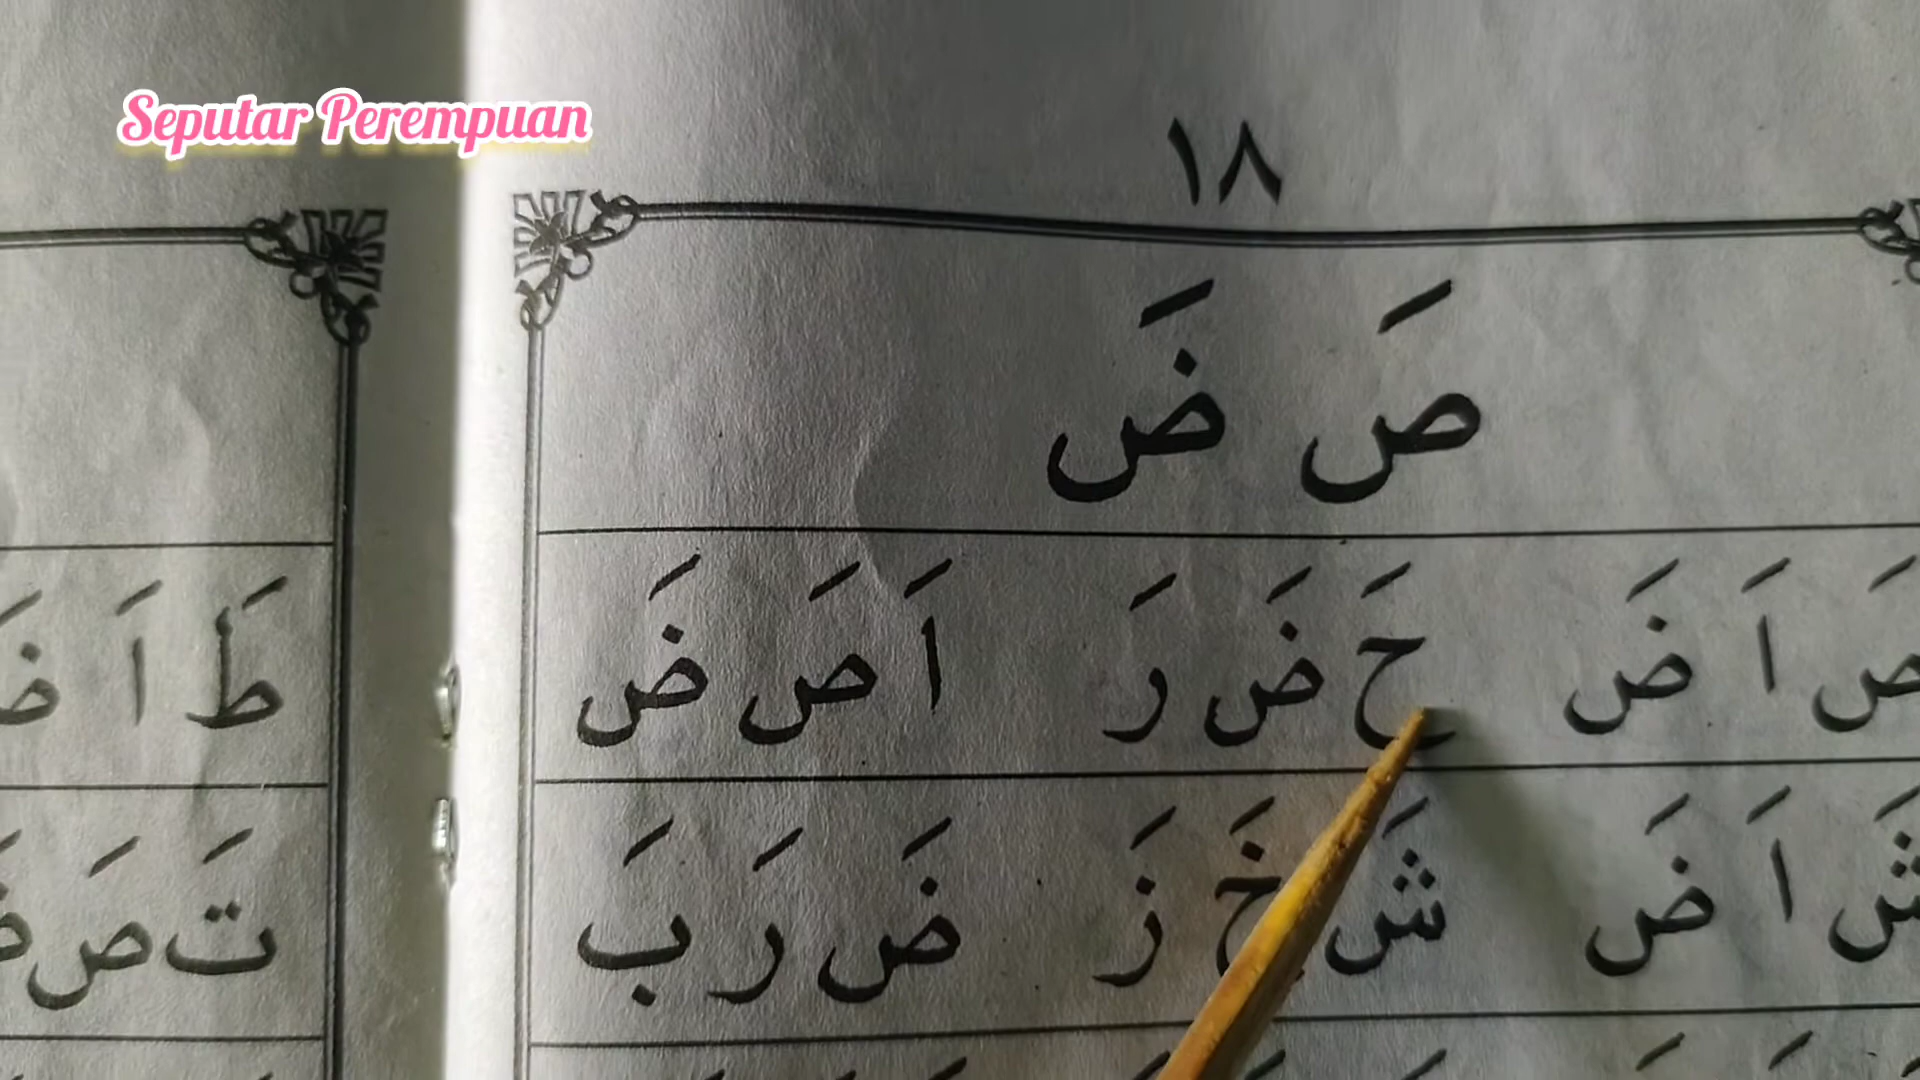 Seputar Perempuan
١٨
صَ ضَ
صَ اَ ضَ حَ ضَ رَ اَ صَ ضَ
شَ اَ ضَ شَ خَ زَ ضَ رَ بَ
طَ اَ ضَ
تَ صَ